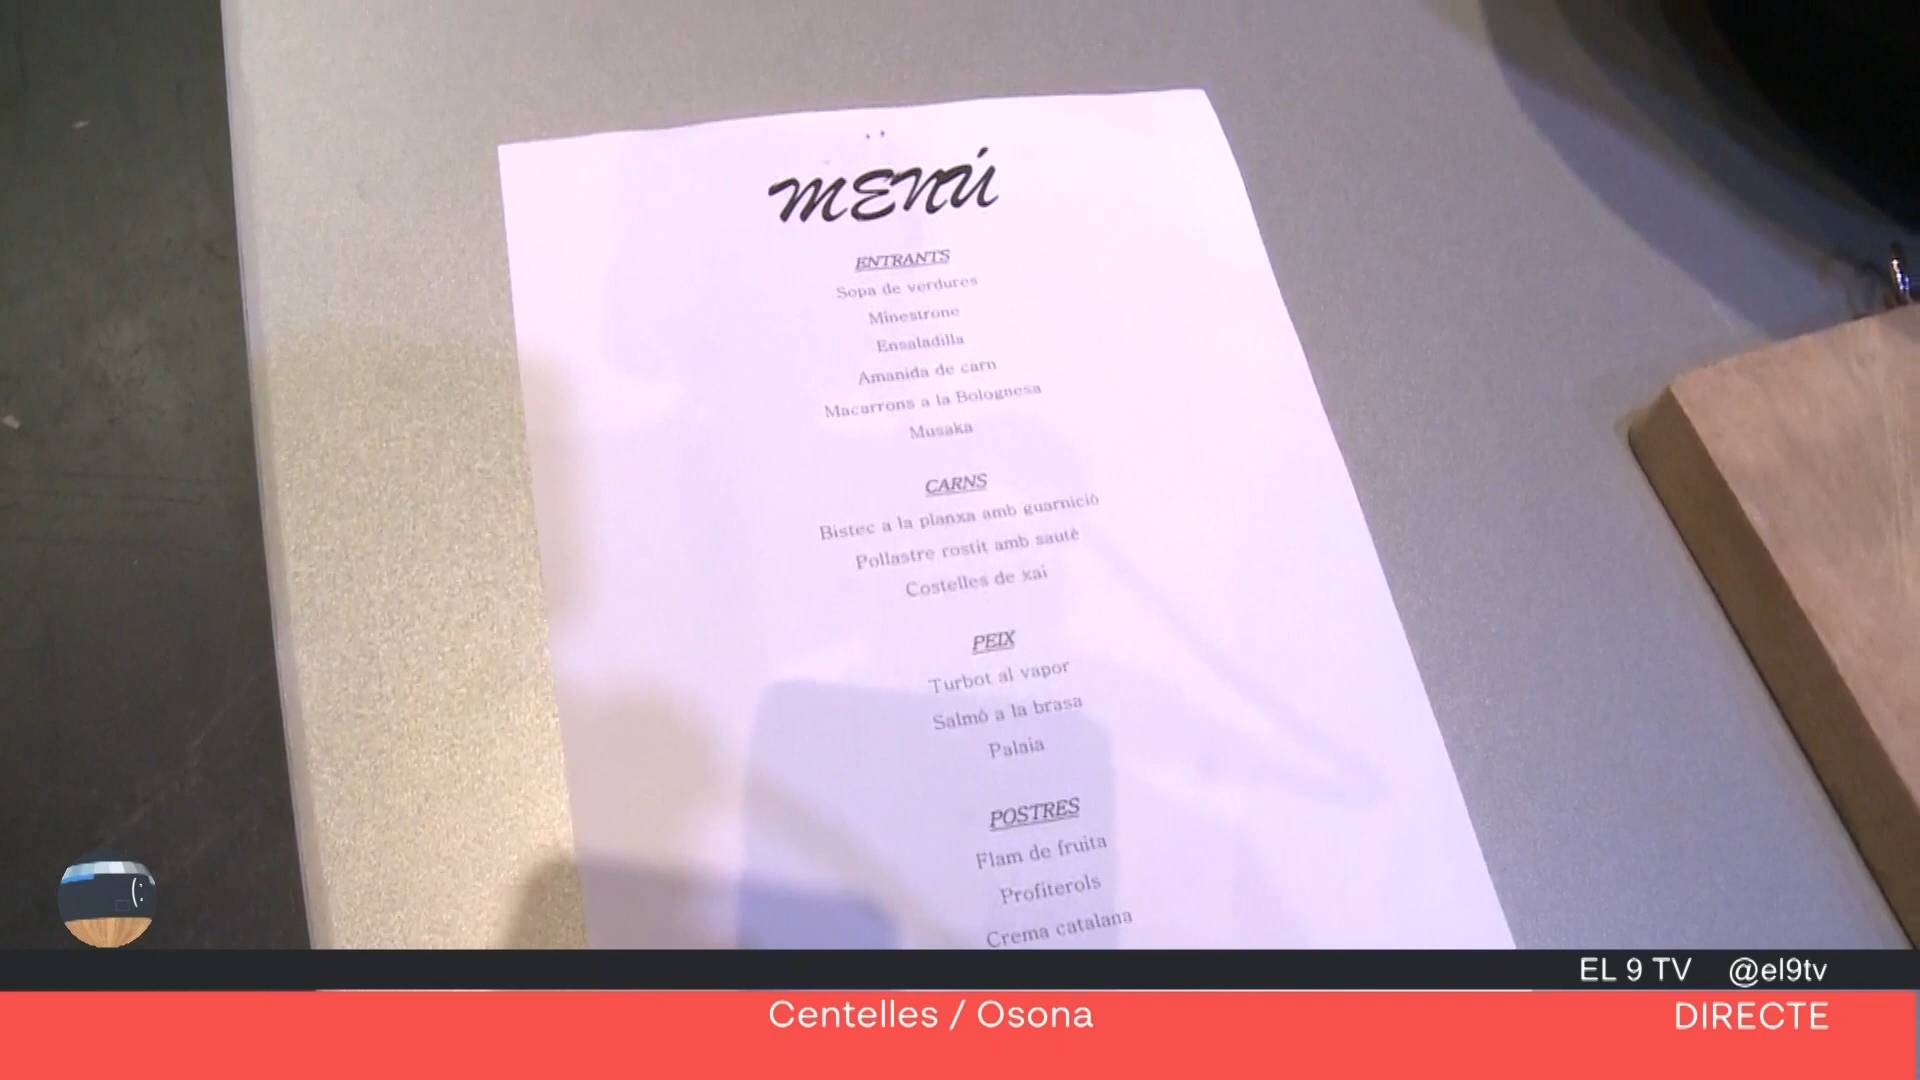 MENÚ
ENTRANTS
Sopa de verdures
Minestrone
Ensaladilla
Amanida de carn
Macarrons a la Bolognesa
Musaka
CARNS
Bistec a la planxa amb guarnició
Pollastre rostit amb sauté
Costelles de xai
PEIX
Turbot al vapor
Salmó a la brasa
Palaia
POSTRES
Flam de fruita
Profiterols
Crema catalana
EL 9 TV @el9tv
Centelles / Osona
DIRECTE